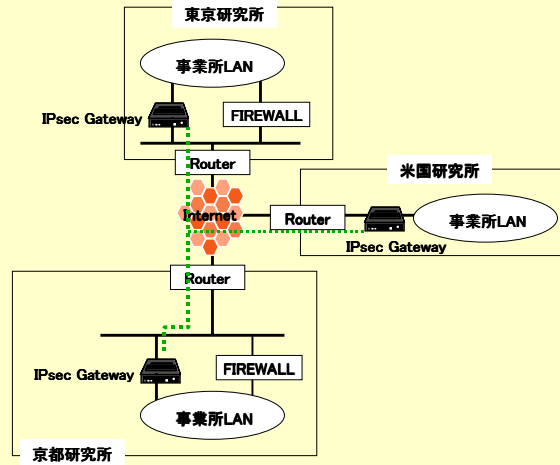 東京研究所
事業所LAN
IPsec Gateway
FIREWALL
Router
米国研究所
Internet
Router
事業所LAN
IPsec Gateway
Router
IPsec Gateway
FIREWALL
事業所LAN
京都研究所